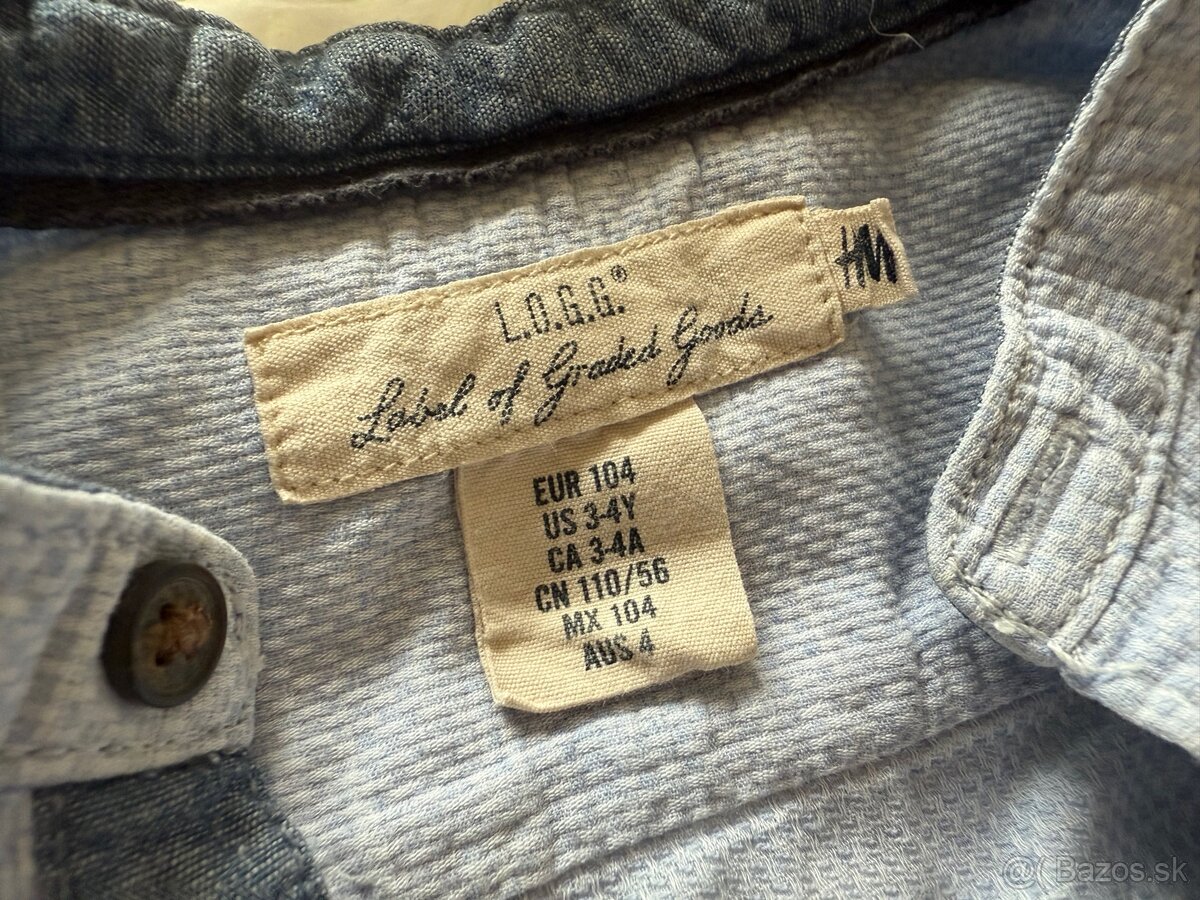 L.O.G.G.®
Label of Graded Goods
HM
EUR 104
US 3-4Y
CA 3-4A
CN 110/56
MX 104
AUS 4
@( Bazos.sk